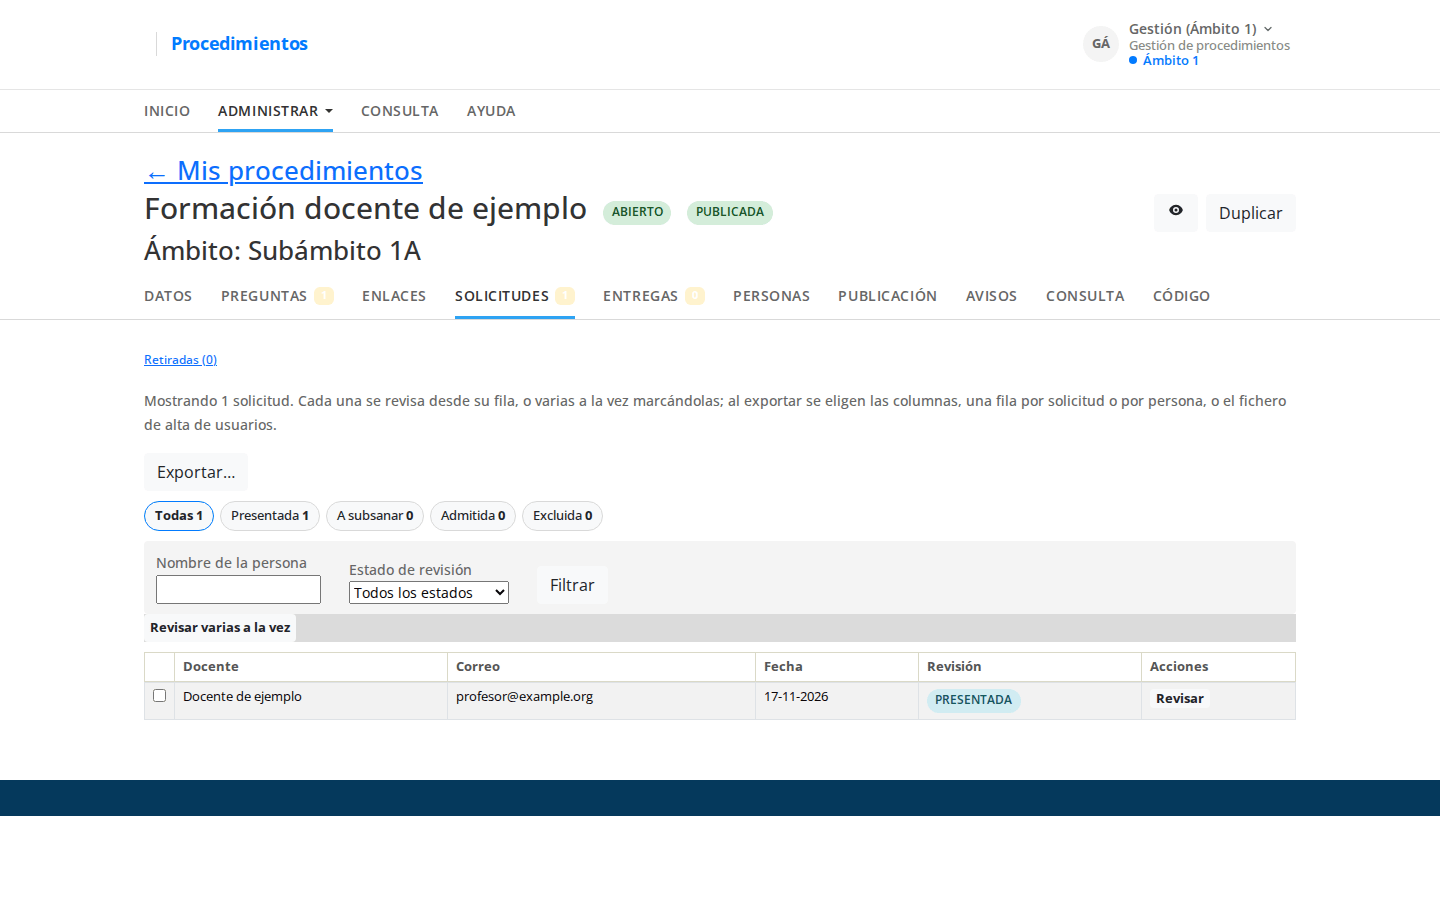 Procedimientos
GÁ
Gestión (Ámbito 1)
Gestión de procedimientos
Ámbito 1
INICIO
ADMINISTRAR
CONSULTA
AYUDA
← Mis procedimientos
Formación docente de ejemplo
ABIERTO
PUBLICADA
Duplicar
Ámbito: Subámbito 1A
DATOS
PREGUNTAS 1
ENLACES
SOLICITUDES 1
ENTREGAS 0
PERSONAS
PUBLICACIÓN
AVISOS
CONSULTA
CÓDIGO
Retiradas (0)
Mostrando 1 solicitud. Cada una se revisa desde su fila, o varias a la vez marcándolas; al exportar se eligen las columnas, una fila por solicitud o por persona, o el fichero
de alta de usuarios.
Exportar...
Todas 1
Presentada 1
A subsanar 0
Admitida 0
Excluida 0
Nombre de la persona
Estado de revisión
Todos los estados
Filtrar
Revisar varias a la vez
Docente Correo Fecha Revisión Acciones
Docente de ejemplo profesor@example.org 17-11-2026 PRESENTADA Revisar